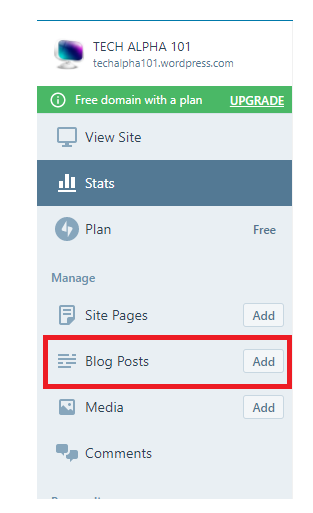 TECH ALPHA 101
techalpha101.wordpress.com
Free domain with a plan UPGRADE
View Site
Stats
Plan Free
Manage
Site Pages Add
Blog Posts Add
Media Add
Comments